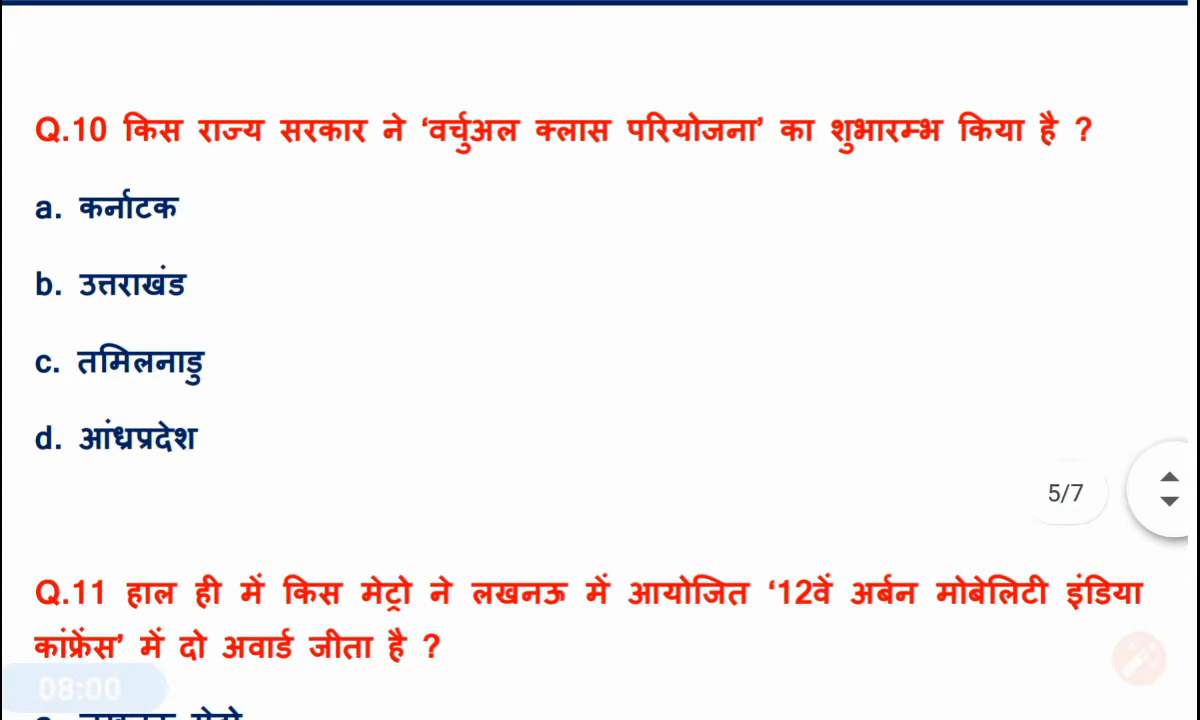 Q.10 किस राज्य सरकार ने ‘वर्चुअल क्लास परियोजना’ का शुभारम्भ किया है ?
a. कर्नाटक
b. उत्तराखंड
c. तमिलनाडु
d. आंध्रप्रदेश
5/7
Q.11 हाल ही में किस मेट्रो ने लखनऊ में आयोजित ‘12वें अर्बन मोबेलिटी इंडिया
कांफ्रेंस’ में दो अवार्ड जीता है ?
08:00